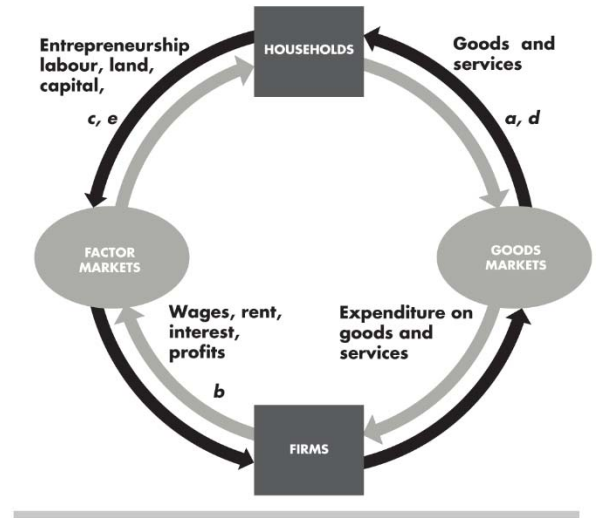 HOUSEHOLDS
Entrepreneurship
labour, land,
capital,
c, e
Goods and
services
a, d
FACTOR
MARKETS
GOODS
MARKETS
Wages, rent,
interest,
profits
b
Expenditure on
goods and
services
FIRMS